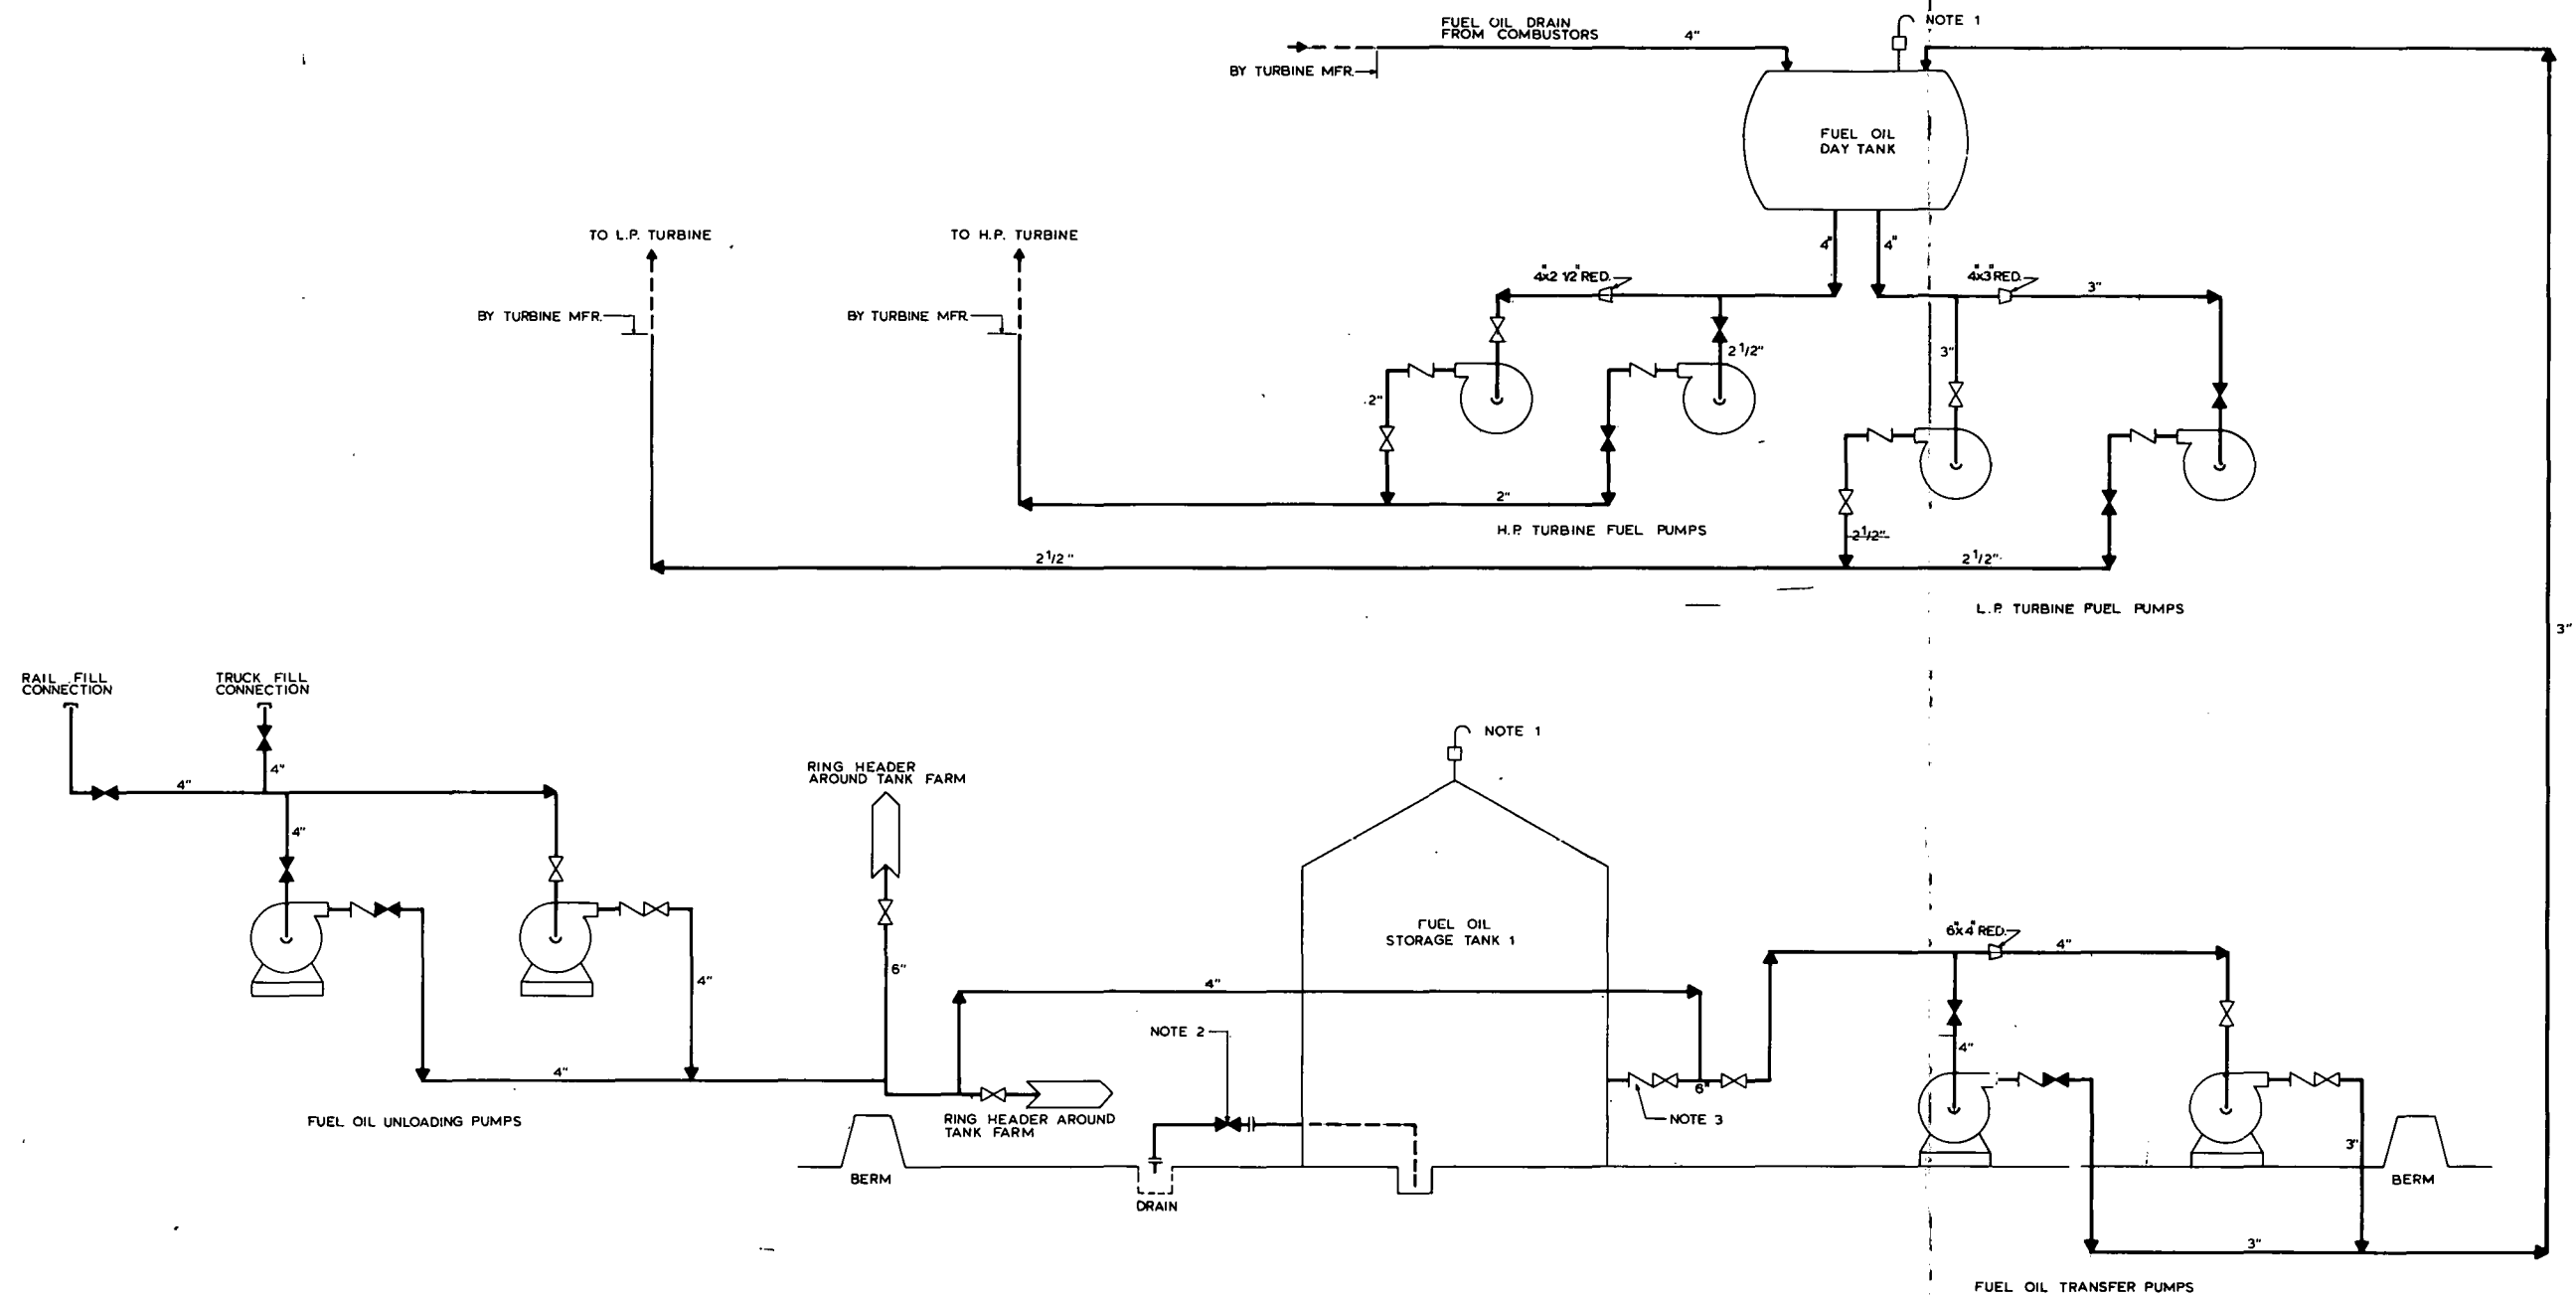 FUEL OIL DRAIN
FROM COMBUSTORS
4"
NOTE 1
BY TURBINE MFR.
FUEL OIL
DAY TANK
TO L.P. TURBINE
TO H.P. TURBINE
4"
4"
4"x2 1/2" RED.
4"x3" RED.
3"
BY TURBINE MFR.
BY TURBINE MFR
2 1/2"
3"
2"
2"
H.P. TURBINE FUEL PUMPS
2 1/2"
2 1/2"
2 1/2"
L.P. TURBINE FUEL PUMPS
3"
RAIL FILL
CONNECTION
TRUCK FILL
CONNECTION
NOTE 1
4"
4"
RING HEADER
AROUND TANK FARM
4"
FUEL OIL
STORAGE TANK 1
6"x4" RED.
4"
6"
4"
4"
NOTE 2
4"
4"
6"
FUEL OIL UNLOADING PUMPS
RING HEADER AROUND
TANK FARM
NOTE 3
3"
BERM
BERM
DRAIN
3"
FUEL OIL TRANSFER PUMPS